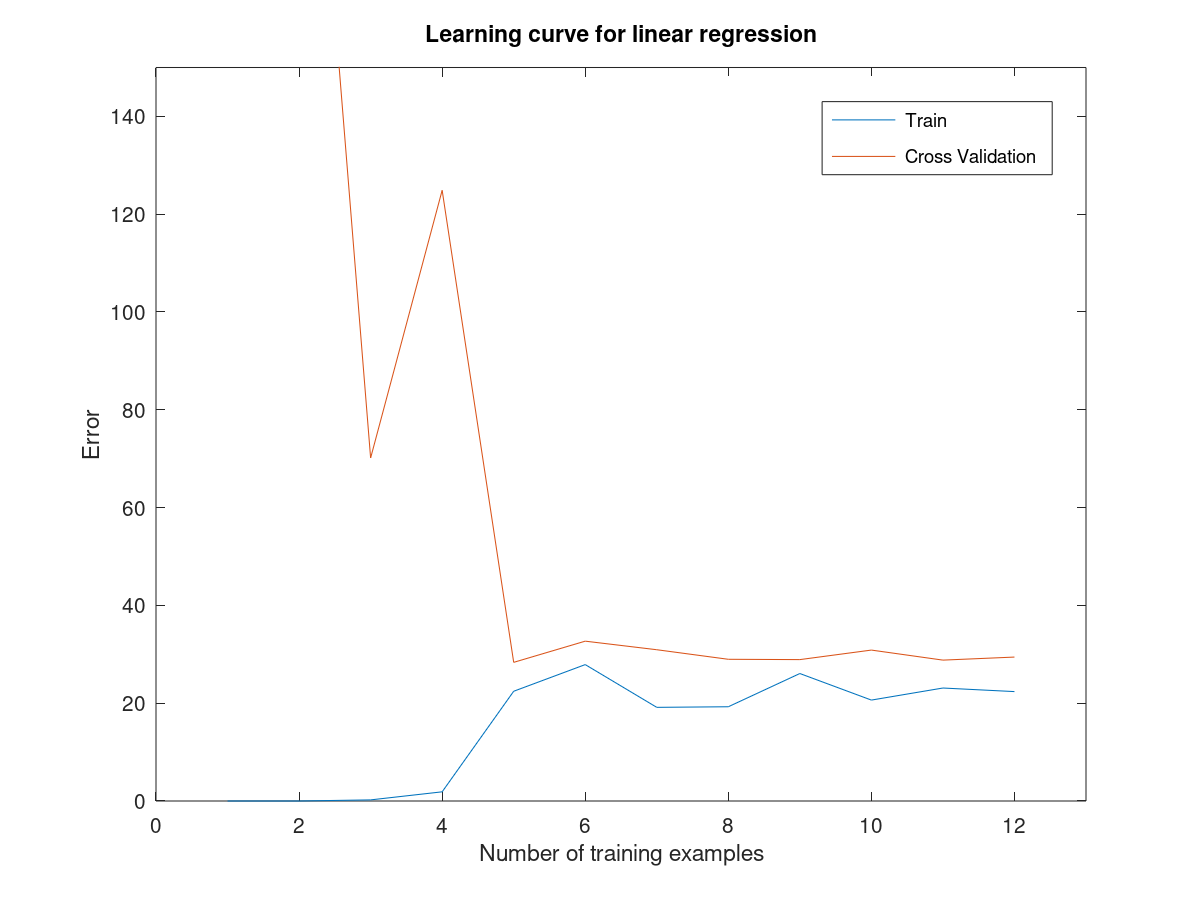 Learning curve for linear regression
140
120
100
80
60
40
20
0
Error
Train
Cross Validation
0 2 4 6 8 10 12
Number of training examples